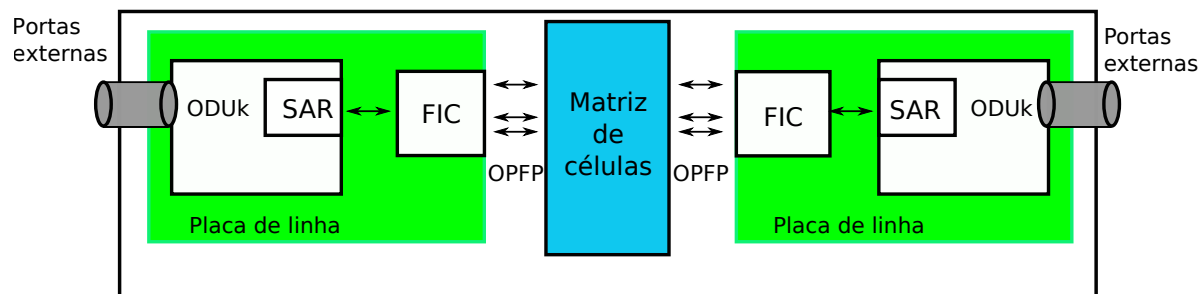 Portas
externas
ODUk
SAR
FIC
OPFP
Placa de linha
Matriz
de
células
OPFP
FIC
SAR
ODUk
Placa de linha
Portas
externas